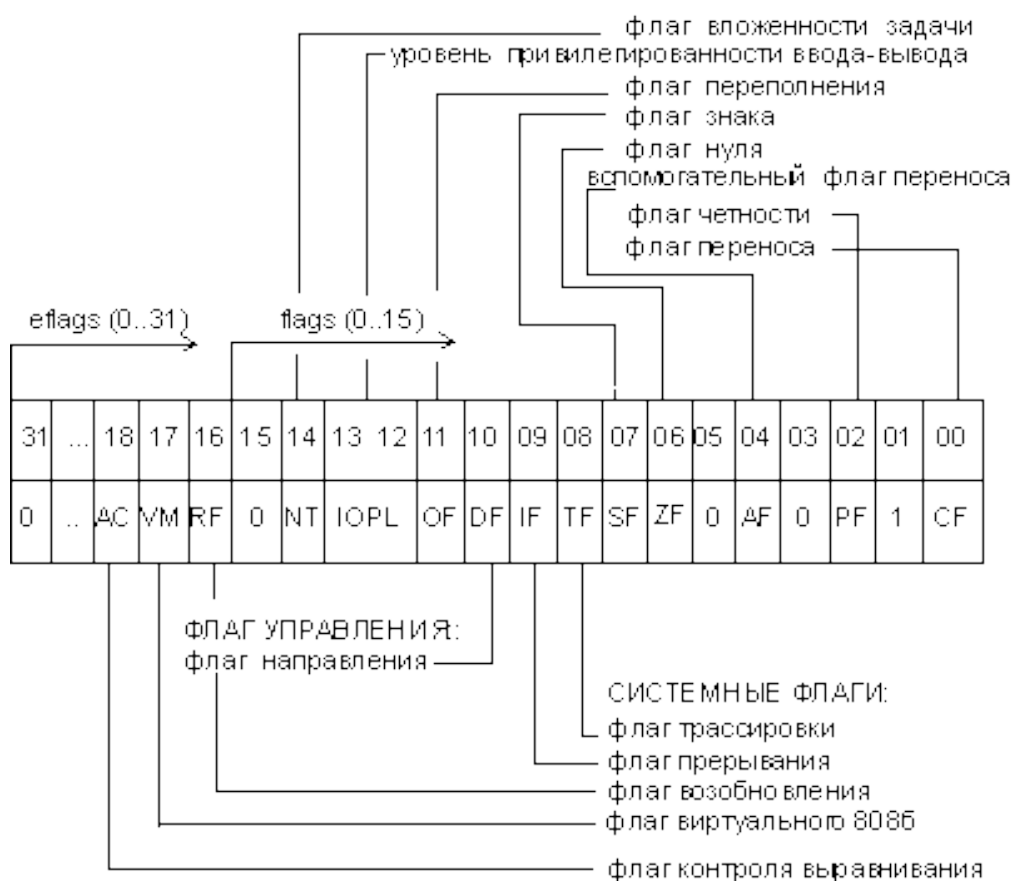 флаг вложенности задачи
уровень привилегированности ввода-вывода
флаг переполнения
флаг знака
флаг нуля
вспомогательный флаг переноса
флаг четности
флаг переноса
eflags (0..31)
flags (0..15)
31 ... 18 17 16 15 14 13 12 11 10 09 08 07 06 05 04 03 02 01 00
0 .. AC VM RF 0 NT IOPL OF DF IF TF SF ZF 0 AF 0 PF 1 CF
ФЛАГ УПРАВЛЕНИЯ:
флаг направления
СИСТЕМНЫЕ ФЛАГИ:
флаг трассировки
флаг прерывания
флаг возобновления
флаг виртуального 8086
флаг контроля выравнивания